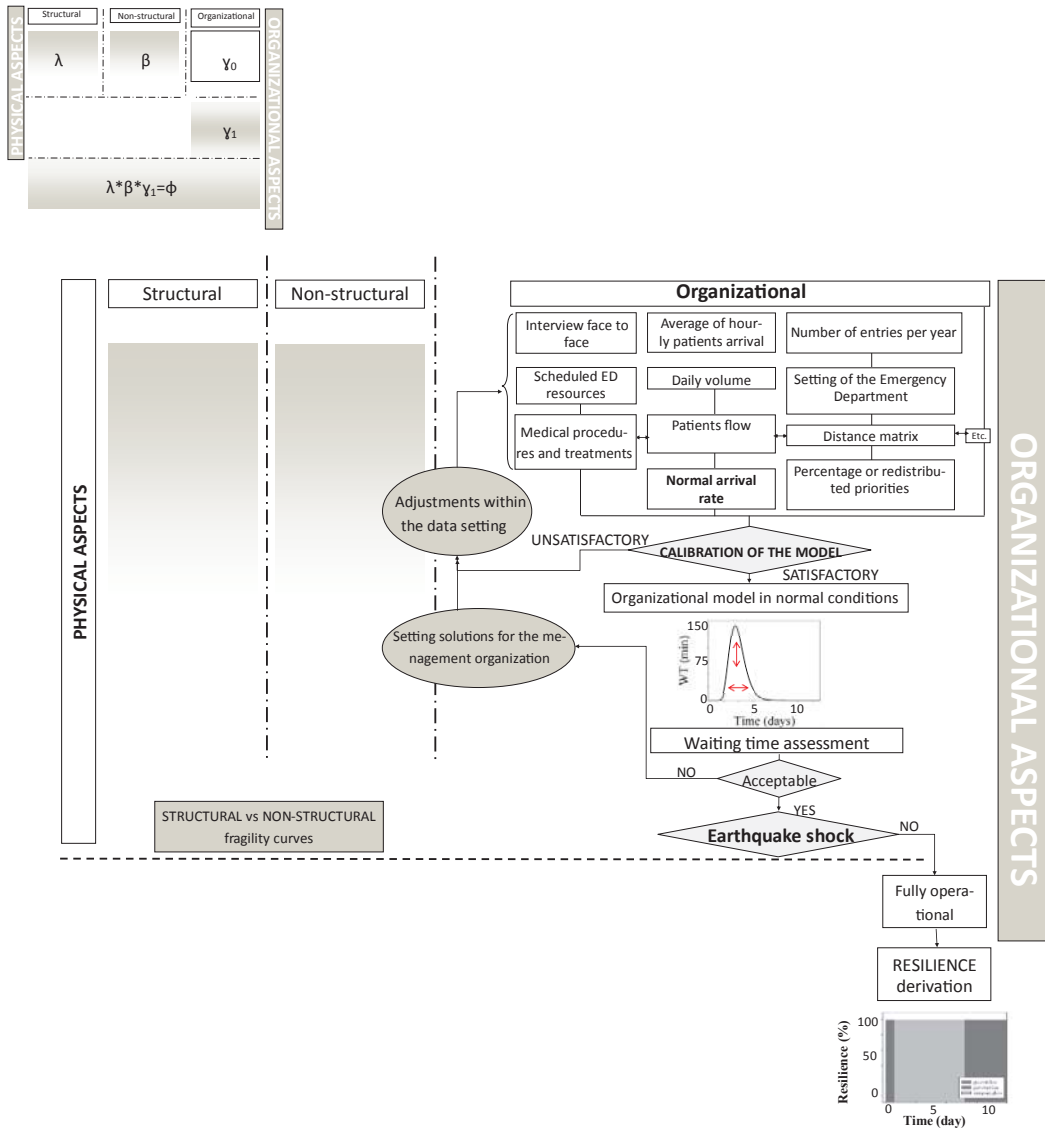 Structural
Non-structural
Organizational
PHYSICAL ASPECTS
ORGANIZATIONAL ASPECTS
λ
β
ɣ0
ɣ1
λ*β*ɣ1=ɸ
PHYSICAL ASPECTS
Structural
Non-structural
Organizational
ORGANIZATIONAL ASPECTS
Interview face to
face
Average of hour-
ly patients arrival
Number of entries per year
Scheduled ED
resources
Daily volume
Setting of the Emergency
Department
Medical procedu-
res and treatments
Patients flow
Distance matrix
Etc.
Normal arrival
rate
Percentage or redistribu-
ted priorities
Adjustments within
the data setting
UNSATISFACTORY
CALIBRATION OF THE MODEL
SATISFACTORY
Organizational model in normal conditions
Setting solutions for the me-
nagement organization
150
75
0
WT (min)
0 5 10
Time (days)
Waiting time assessment
NO
Acceptable
YES
STRUCTURAL vs NON-STRUCTURAL
fragility curves
Earthquake shock
NO
Fully opera-
tional
RESILIENCE
derivation
100
50
0
Resilience (%)
0 5 10
Time (day)